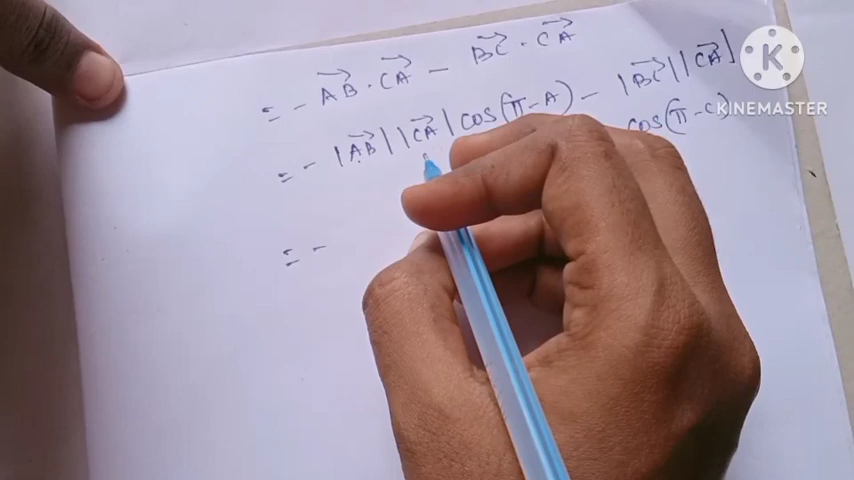 = - AB⃗ · CA⃗ - BC⃗ · CA⃗
= - |AB⃗| |CA⃗| cos(π-A) - |BC⃗| |CA⃗|
cos(π-C)
= -
K
KINEMASTER